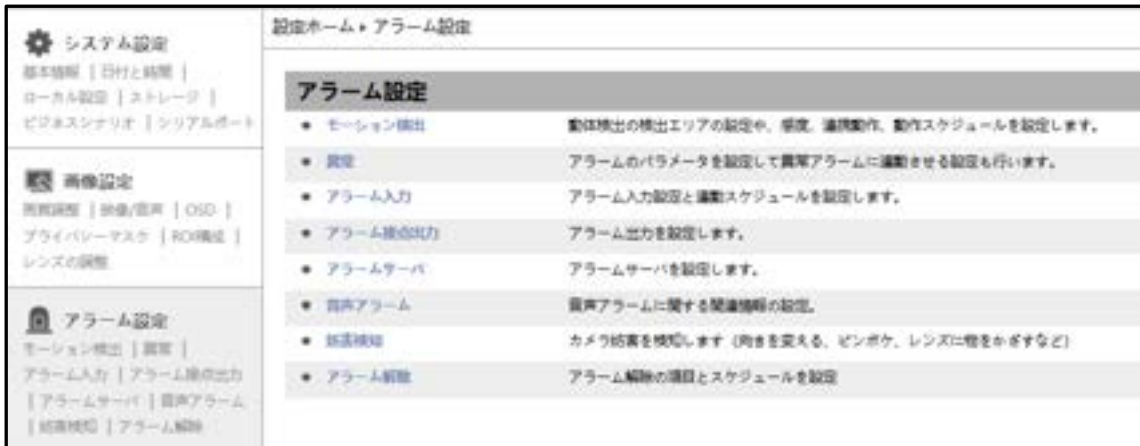 設定ホーム ▸ アラーム設定
システム設定
基本情報 | 日付と時間 |
ローカル設定 | ストレージ |
ビジネスシナリオ | シリアルポート
画像設定
画質調整 | 映像/音声 | OSD |
プライバシーマスク | ROI構成 |
レンズの調整
アラーム設定
モーション検出 | 異常 |
アラーム入力 | アラーム接点出力
| アラームサーバ | 音声アラーム
| 妨害検知 | アラーム解除
アラーム設定
モーション検出 動体検出の検出エリアの設定や、感度、連携動作、動作スケジュールを設定します。
異常 アラームのパラメータを設定して異常アラームに連動させる設定も行います。
アラーム入力 アラーム入力設定と連動スケジュールを設定します。
アラーム接点出力 アラーム出力を設定します。
アラームサーバ アラームサーバを設定します。
音声アラーム 音声アラームに関する関連情報の設定。
妨害検知 カメラ妨害を検知します（向きを変える、ピンボケ、レンズに物をかざすなど）
アラーム解除 アラーム解除の項目とスケジュールを設定